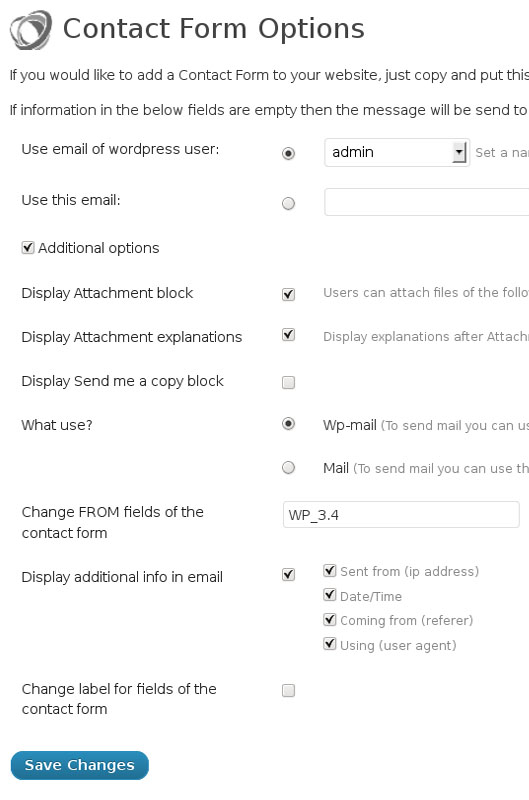 Contact Form Options
If you would like to add a Contact Form to your website, just copy and put this
If information in the below fields are empty then the message will be send to
Use email of wordpress user: admin Set a na
Use this email:
Additional options
Display Attachment block Users can attach files of the follo
Display Attachment explanations Display explanations after Attach
Display Send me a copy block
What use? Wp-mail (To send mail you can us
Mail (To send mail you can use th
Change FROM fields of the
contact form
WP_3.4
Display additional info in email Sent from (ip address)
Date/Time
Coming from (referer)
Using (user agent)
Change label for fields of the
contact form
Save Changes